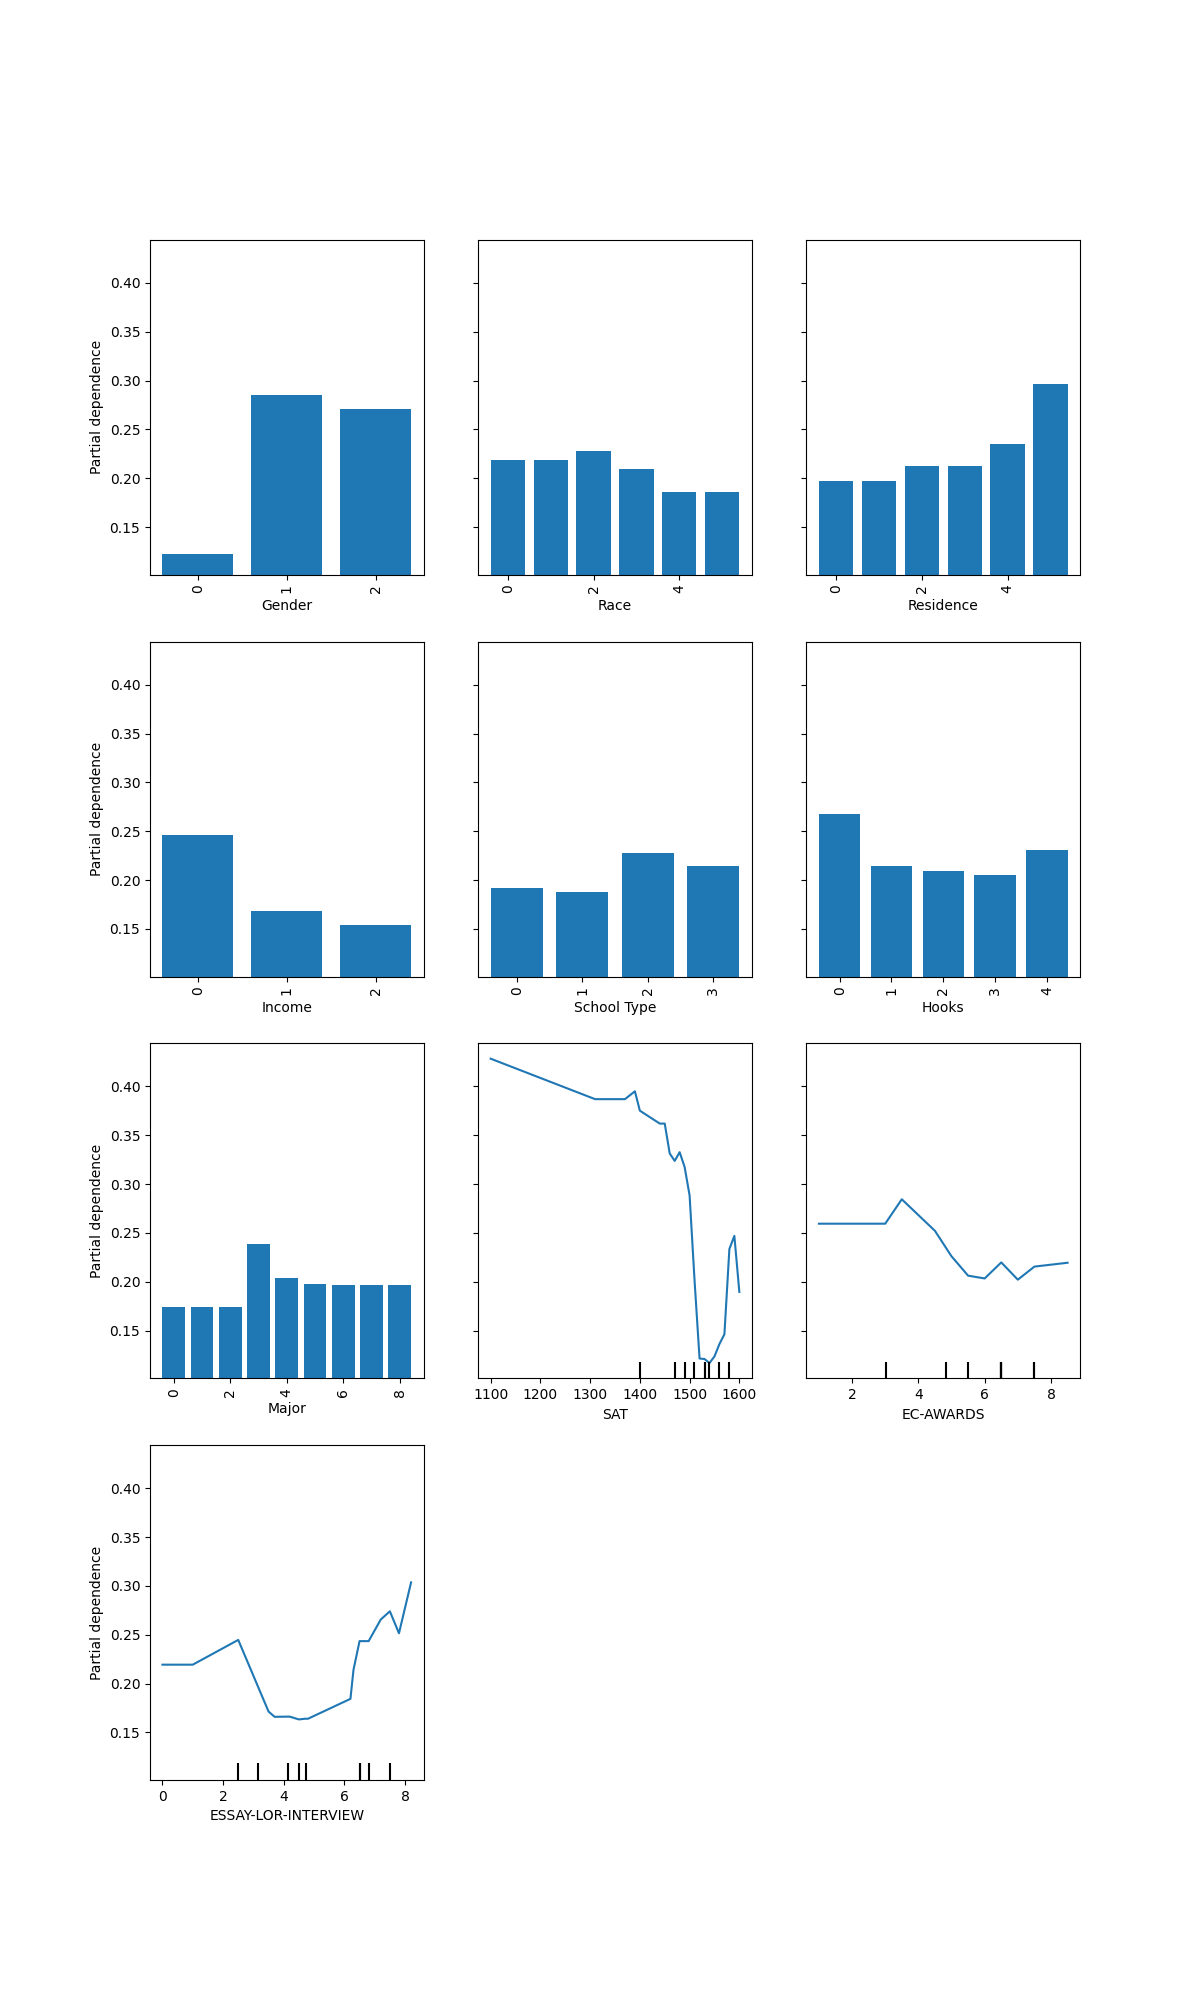 0.40
0.35
0.30
0.25
0.20
0.15
Partial dependence
0 1 2
Gender
0 2 4
Race
0 2 4
Residence
0.40
0.35
0.30
0.25
0.20
0.15
Partial dependence
0 1 2
Income
0 1 2 3
School Type
0 1 2 3 4
Hooks
0.40
0.35
0.30
0.25
0.20
0.15
Partial dependence
0 2 4 6 8
Major
1100 1200 1300 1400 1500 1600
SAT
2 4 6 8
EC-AWARDS
0.40
0.35
0.30
0.25
0.20
0.15
Partial dependence
0 2 4 6 8
ESSAY-LOR-INTERVIEW